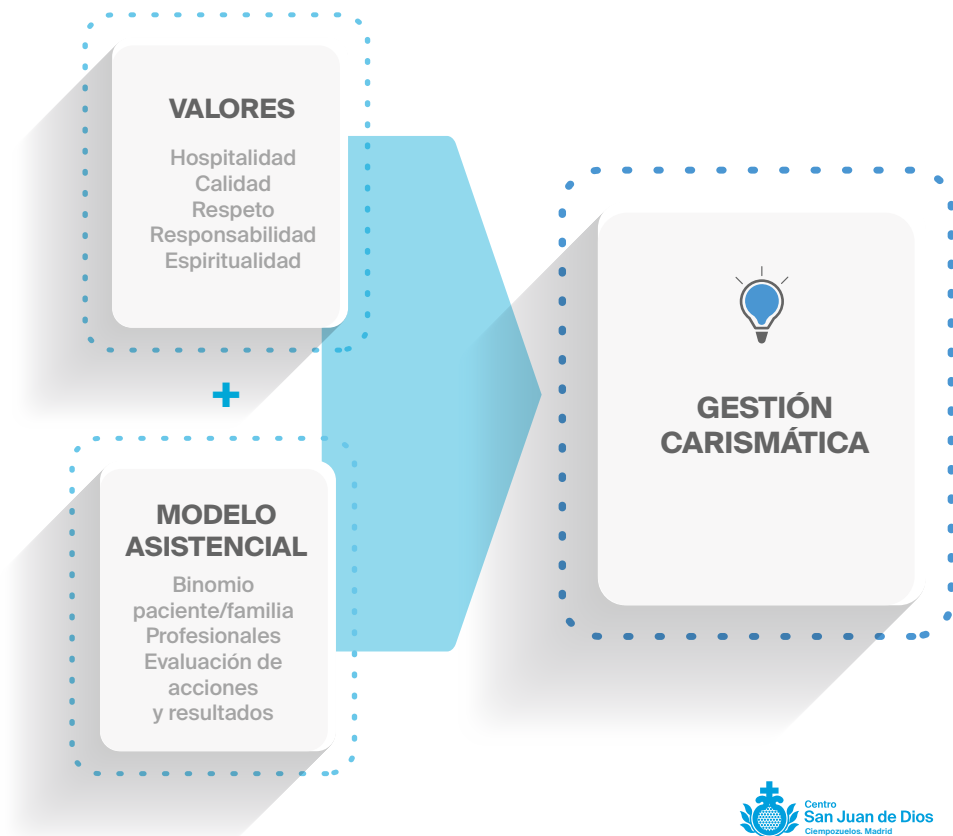 VALORES
Hospitalidad
Calidad
Respeto
Responsabilidad
Espiritualidad
+
MODELO
ASISTENCIAL
Binomio
paciente/familia
Profesionales
Evaluación de
acciones
y resultados
GESTIÓN
CARISMÁTICA
Centro
San Juan de Dios
Ciempozuelos. Madrid